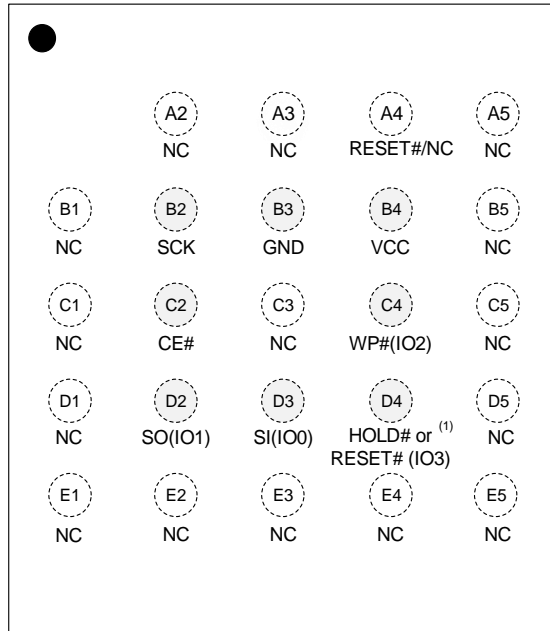 A2 A3 A4 A5
NC NC RESET#/NC NC
B1 B2 B3 B4 B5
NC SCK GND VCC NC
C1 C2 C3 C4 C5
NC CE# NC WP#(IO2) NC
D1 D2 D3 D4 D5
NC SO(IO1) SI(IO0) HOLD# or (1) NC
RESET# (IO3)
E1 E2 E3 E4 E5
NC NC NC NC NC